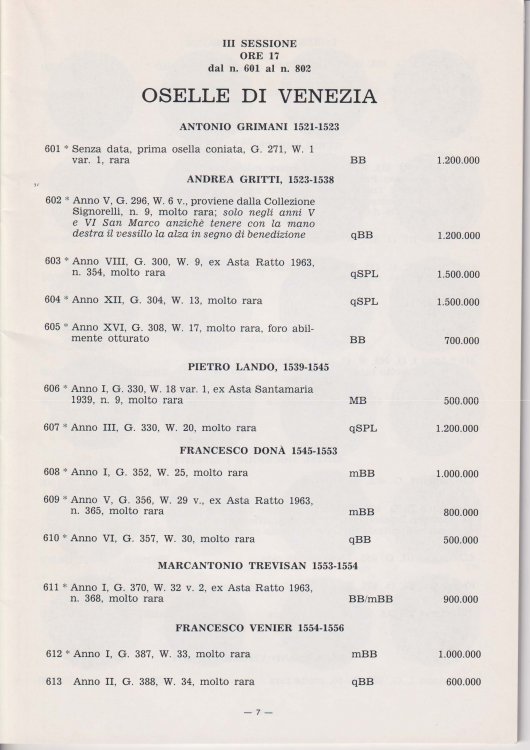 III SESSIONE
ORE 17
dal n. 601 al n. 802
OSELLE DI VENEZIA
ANTONIO GRIMANI 1521-1523
601 * Senza data, prima osella coniata, G. 271, W. 1
var. 1, rara BB 1.200.000
ANDREA GRITTI, 1523-1538
602 * Anno V, G. 296, W. 6 v., proviene dalla Collezione
Signorelli, n. 9, molto rara; solo negli anni V
e VI San Marco anzichè tenere con la mano
destra il vessillo la alza in segno di benedizione qBB 1.200.000
603 * Anno VIII, G. 300, W. 9, ex Asta Ratto 1963,
n. 354, molto rara qSPL 1.500.000
604 * Anno XII, G. 304, W. 13, molto rara qSPL 1.500.000
605 * Anno XVI, G. 308, W. 17, molto rara, foro abil-
mente otturato BB 700.000
PIETRO LANDO, 1539-1545
606 * Anno I, G. 330, W. 18 var. 1, ex Asta Santamaria
1939, n. 9, molto rara MB 500.000
607 * Anno III, G. 330, W. 20, molto rara qSPL 1.200.000
FRANCESCO DONÀ 1545-1553
608 * Anno I, G. 352, W. 25, molto rara mBB 1.000.000
609 * Anno V, G. 356, W. 29 v., ex Asta Ratto 1963,
n. 365, molto rara mBB 800.000
610 * Anno VI, G. 357, W. 30, molto rara qBB 500.000
MARCANTONIO TREVISAN 1553-1554
611 * Anno I, G. 370, W. 32 v. 2, ex Asta Ratto 1963,
n. 368, molto rara BB/mBB 900.000
FRANCESCO VENIER 1554-1556
612 * Anno I, G. 387, W. 33, molto rara mBB 1.000.000
613 Anno II, G. 388, W. 34, molto rara qBB 600.000
— 7 —